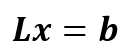 Lx = b